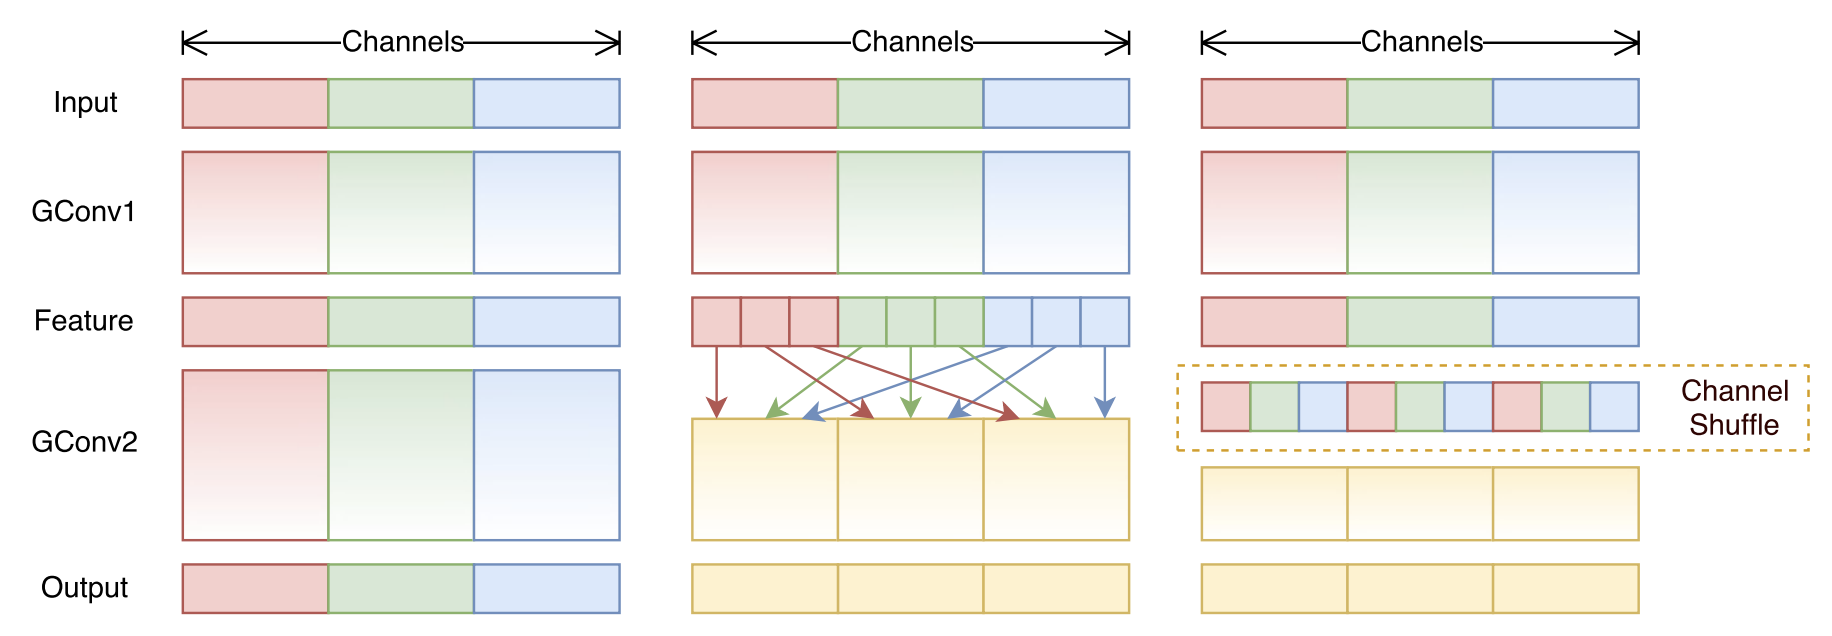 Channels
Channels
Channels
Input
GConv1
Feature
Channel
Shuffle
GConv2
Output